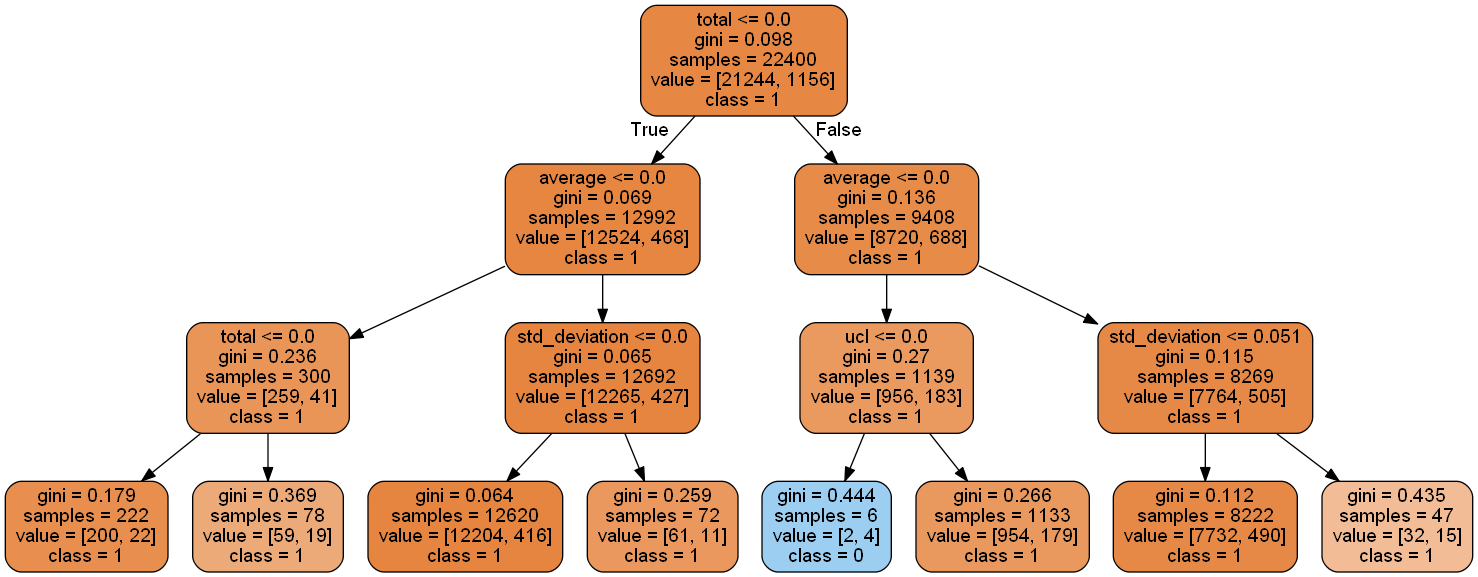 total <= 0.0
gini = 0.098
samples = 22400
value = [21244, 1156]
class = 1
True
False
average <= 0.0
gini = 0.069
samples = 12992
value = [12524, 468]
class = 1
average <= 0.0
gini = 0.136
samples = 9408
value = [8720, 688]
class = 1
total <= 0.0
gini = 0.236
samples = 300
value = [259, 41]
class = 1
std_deviation <= 0.0
gini = 0.065
samples = 12692
value = [12265, 427]
class = 1
ucl <= 0.0
gini = 0.27
samples = 1139
value = [956, 183]
class = 1
std_deviation <= 0.051
gini = 0.115
samples = 8269
value = [7764, 505]
class = 1
gini = 0.179
samples = 222
value = [200, 22]
class = 1
gini = 0.369
samples = 78
value = [59, 19]
class = 1
gini = 0.064
samples = 12620
value = [12204, 416]
class = 1
gini = 0.259
samples = 72
value = [61, 11]
class = 1
gini = 0.444
samples = 6
value = [2, 4]
class = 0
gini = 0.266
samples = 1133
value = [954, 179]
class = 1
gini = 0.112
samples = 8222
value = [7732, 490]
class = 1
gini = 0.435
samples = 47
value = [32, 15]
class = 1